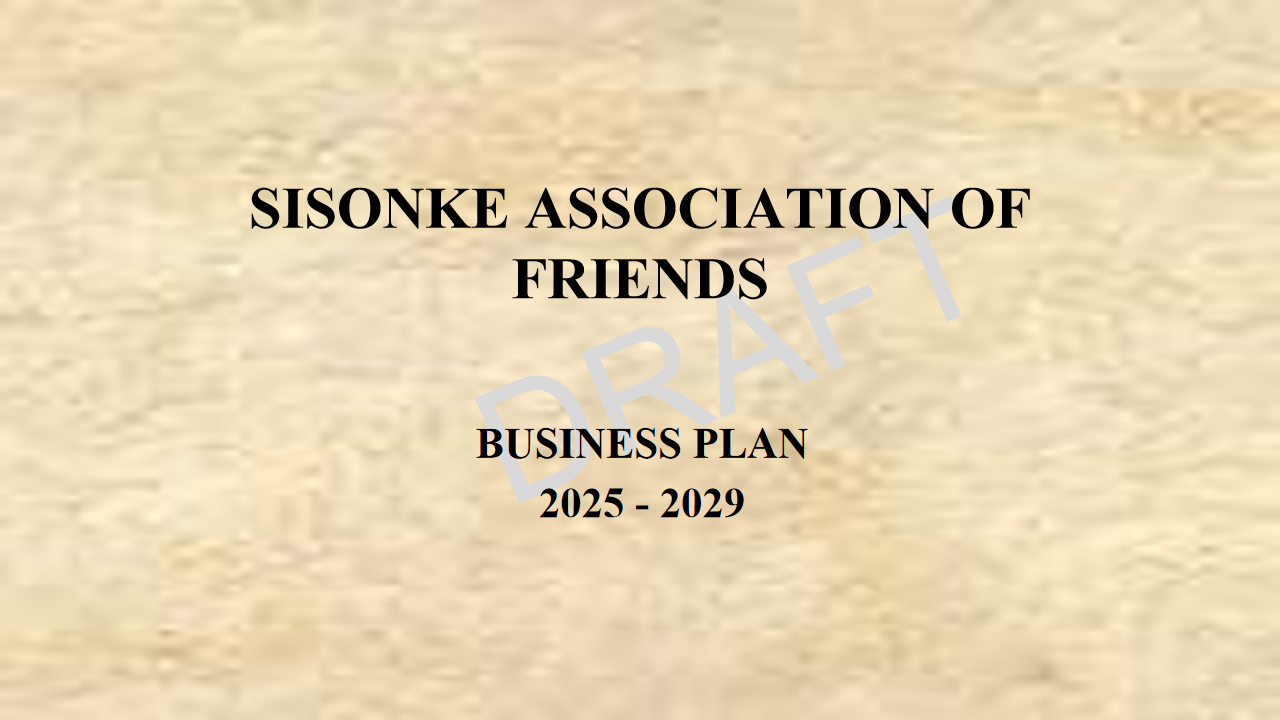 SISONKE ASSOCIATION OF
FRIENDS
DRAFT
BUSINESS PLAN
2025 - 2029